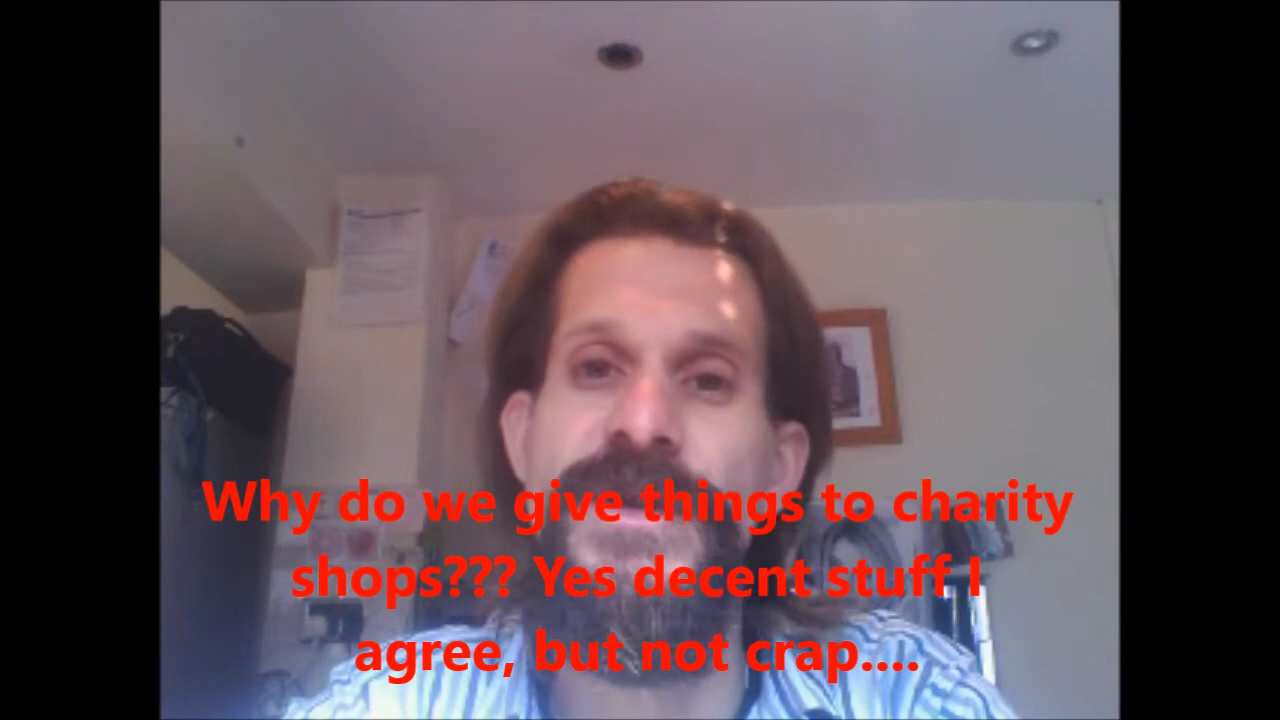 Why do we give things to charity
shops??? Yes decent stuff I
agree, but not crap....